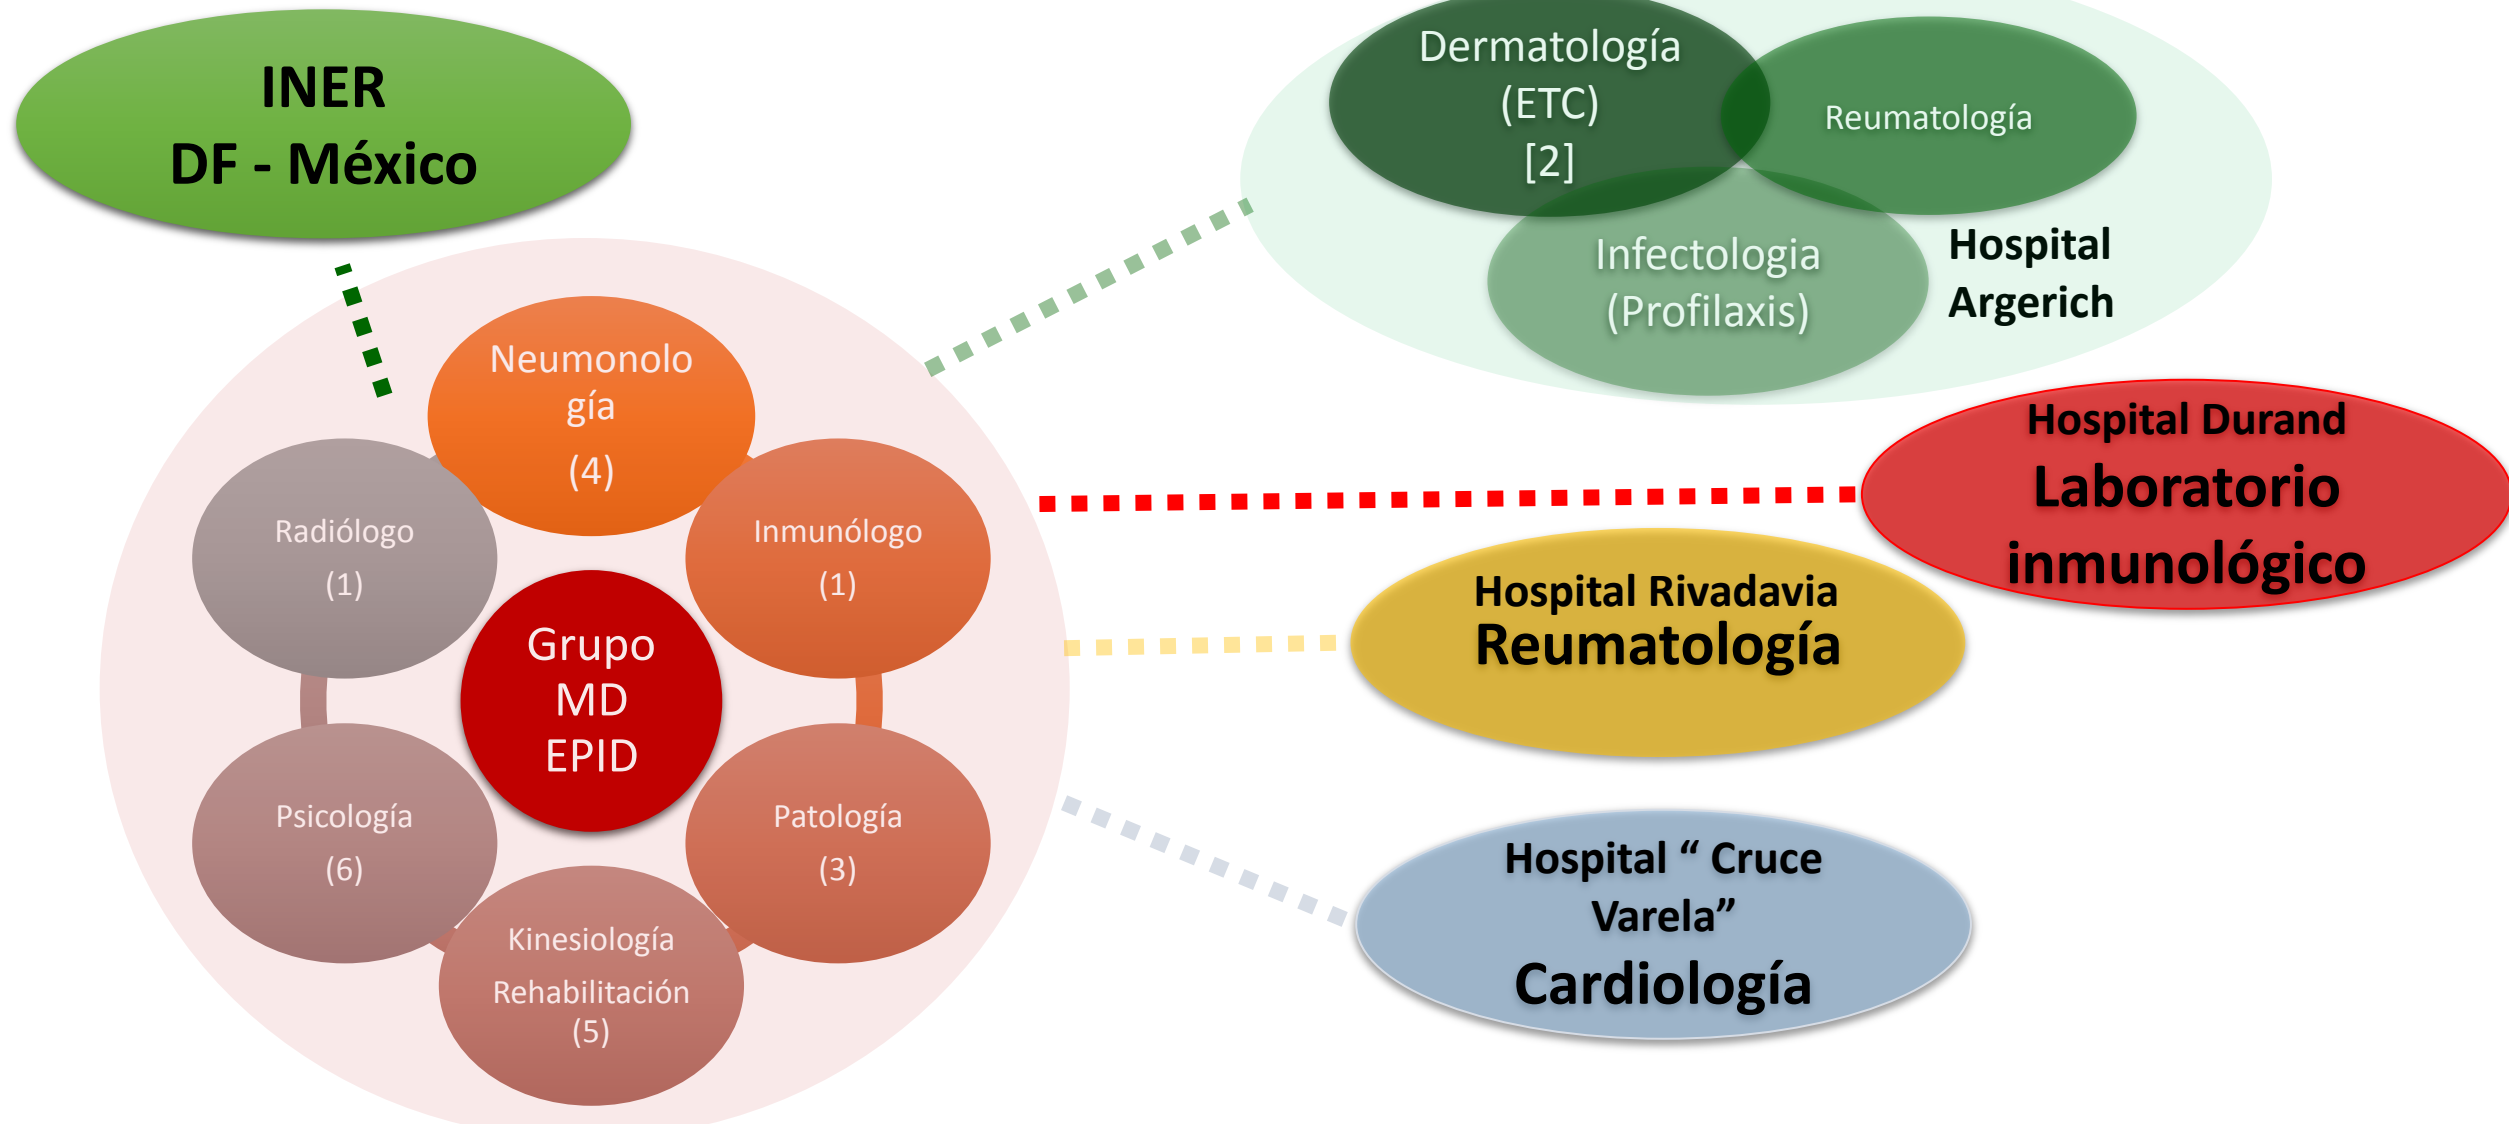 INER
DF - México
Dermatología
(ETC)
[2]
Reumatología
Infectologia
(Profilaxis)
Hospital
Argerich
Neumonolo
gía
(4)
Radiólogo
(1)
Inmunólogo
(1)
Grupo
MD
EPID
Psicología
(6)
Patología
(3)
Kinesiología
Rehabilitación
(5)
Hospital Durand
Laboratorio
inmunológico
Hospital Rivadavia
Reumatología
Hospital “ Cruce
Varela”
Cardiología